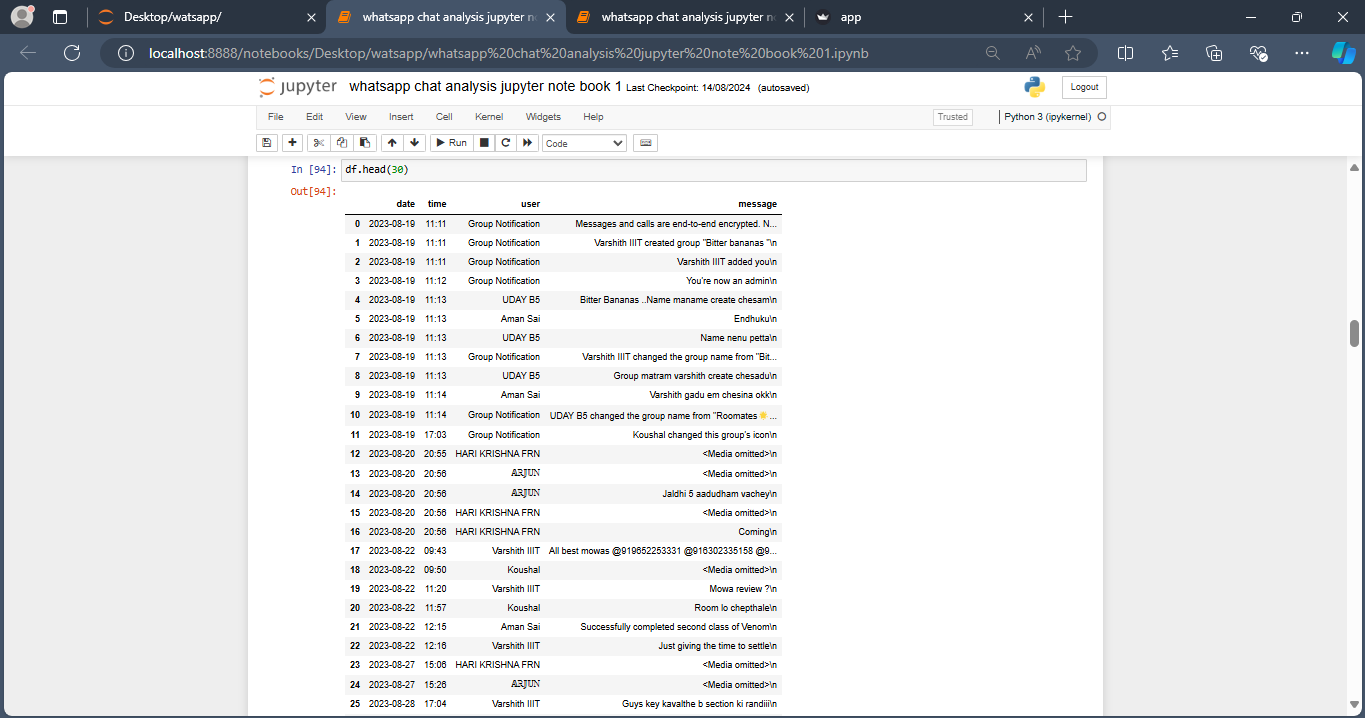 Desktop/watsapp/
whatsapp chat analysis jupyter n
whatsapp chat analysis jupyter n
app
localhost:8888/notebooks/Desktop/watsapp/whatsapp%20chat%20analysis%20jupyter%20note%20book%201.ipynb
jupyter whatsapp chat analysis jupyter note book 1 Last Checkpoint: 14/08/2024 (autosaved)
Logout
File Edit View Insert Cell Kernel Widgets Help
Trusted
Python 3 (ipykernel)
Run
Code
In [94]: df.head(30)
Out[94]:
date time user message
0 2023-08-19 11:11 Group Notification Messages and calls are end-to-end encrypted. N...
1 2023-08-19 11:11 Group Notification Varshith IIIT created group "Bitter bananas "\n
2 2023-08-19 11:11 Group Notification Varshith IIIT added you\n
3 2023-08-19 11:12 Group Notification You're now an admin\n
4 2023-08-19 11:13 UDAY B5 Bitter Bananas ..Name maname create chesam\n
5 2023-08-19 11:13 Aman Sai Endhuku\n
6 2023-08-19 11:13 UDAY B5 Name nenu petta\n
7 2023-08-19 11:13 Group Notification Varshith IIIT changed the group name from "Bit...
8 2023-08-19 11:13 UDAY B5 Group matram varshith create chesadu\n
9 2023-08-19 11:14 Aman Sai Varshith gadu em chesina okk\n
10 2023-08-19 11:14 Group Notification UDAY B5 changed the group name from "Roomates☀️ ...
11 2023-08-19 17:03 Group Notification Koushal changed this group's icon\n
12 2023-08-20 20:55 HARI KRISHNA FRN <Media omitted>\n
13 2023-08-20 20:56 ARJUN <Media omitted>\n
14 2023-08-20 20:56 ARJUN Jaldhi 5 aadudham vachey\n
15 2023-08-20 20:56 HARI KRISHNA FRN <Media omitted>\n
16 2023-08-20 20:56 HARI KRISHNA FRN Coming\n
17 2023-08-22 09:43 Varshith IIIT All best mowas @919652253331 @916302335158 @9...
18 2023-08-22 09:50 Koushal <Media omitted>\n
19 2023-08-22 11:20 Varshith IIIT Mowa review ?\n
20 2023-08-22 11:57 Koushal Room lo chepthale\n
21 2023-08-22 12:15 Aman Sai Successfully completed second class of Venom\n
22 2023-08-22 12:16 Varshith IIIT Just giving the time to settle\n
23 2023-08-27 15:06 HARI KRISHNA FRN <Media omitted>\n
24 2023-08-27 15:26 ARJUN <Media omitted>\n
25 2023-08-28 17:04 Varshith IIIT Guys key kavalthe b section ki randiii\n